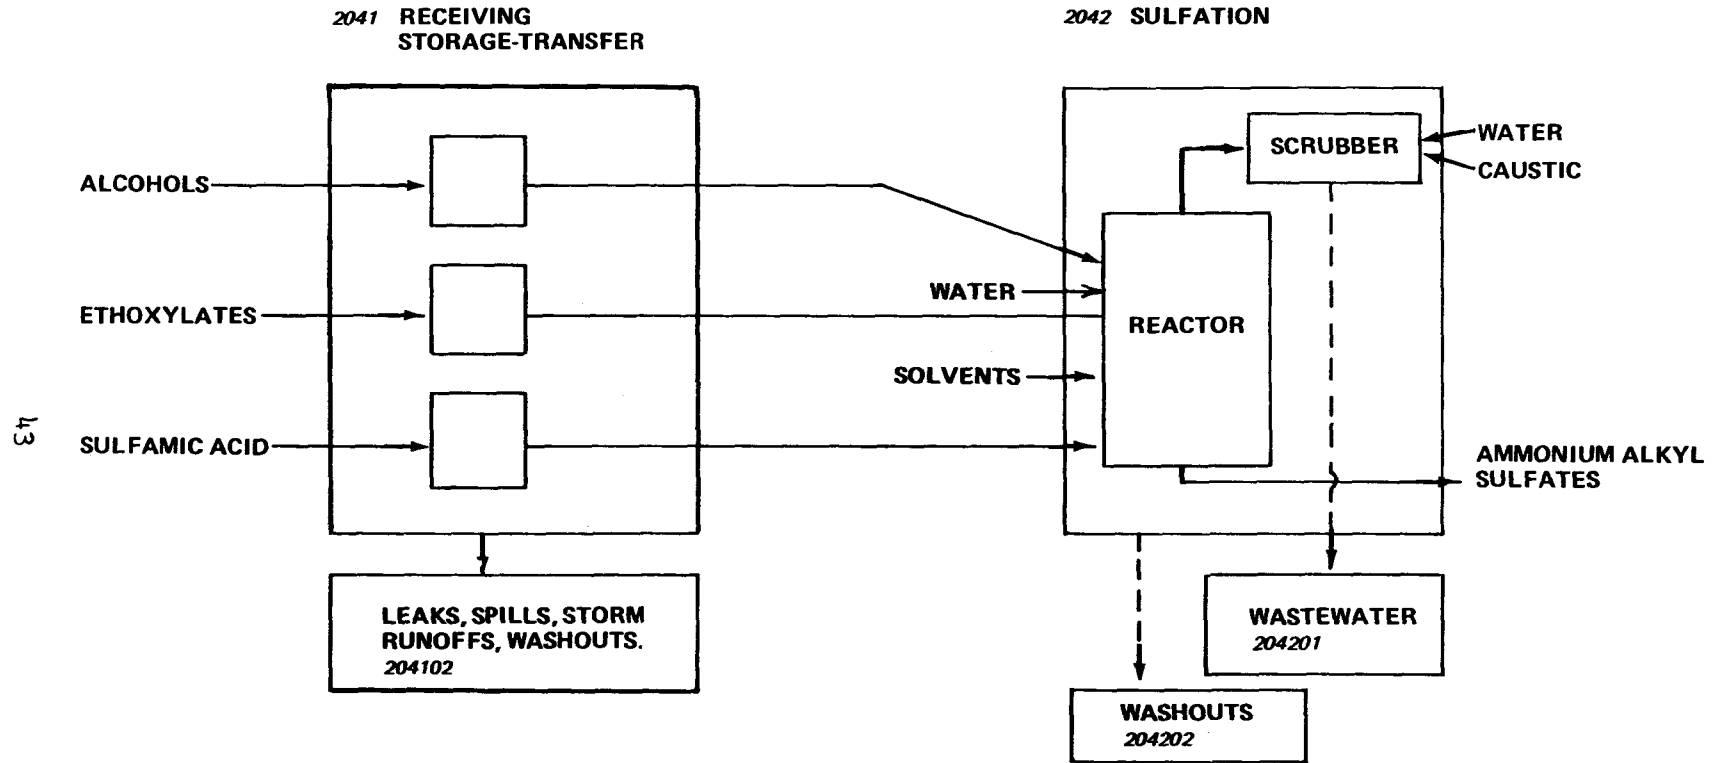 2041 RECEIVING
STORAGE-TRANSFER
2042 SULFATION
SCRUBBER
WATER
CAUSTIC
ALCOHOLS
WATER
ETHOXYLATES
REACTOR
SOLVENTS
SULFAMIC ACID
AMMONIUM ALKYL
SULFATES
LEAKS, SPILLS, STORM
RUNOFFS, WASHOUTS.
204102
WASTEWATER
204201
WASHOUTS
204202
43